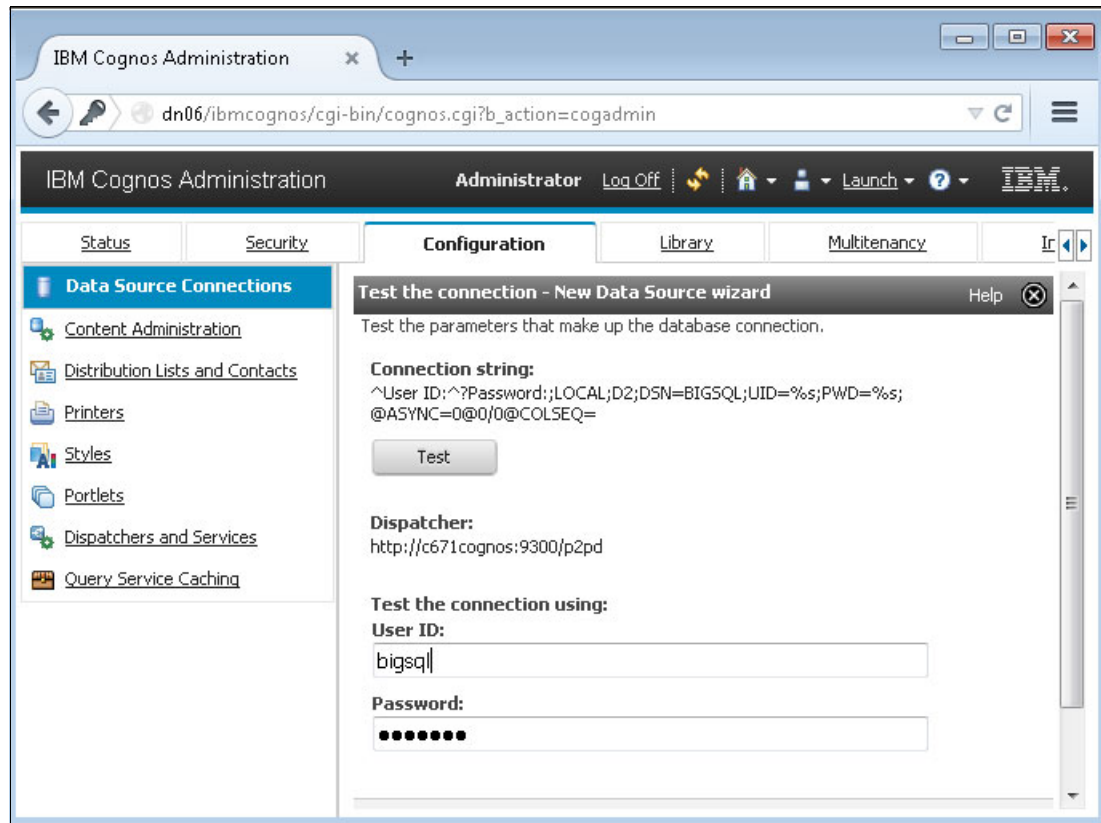 IBM Cognos Administration
dn06/ibmcognos/cgi-bin/cognos.cgi?b_action=cogadmin
IBM Cognos Administration Administrator Log Off Launch IBM.
Status Security Configuration Library Multitenancy
Data Source Connections
Content Administration
Distribution Lists and Contacts
Printers
Styles
Portlets
Dispatchers and Services
Query Service Caching
Test the connection - New Data Source wizard Help
Test the parameters that make up the database connection.
Connection string:
^User ID:^?Password:;LOCAL;D2;DSN=BIGSQL;UID=%s;PWD=%s;
@ASYNC=0@0/0@COLSEQ=
Test
Dispatcher:
http://c671cognos:9300/p2pd
Test the connection using:
User ID:
bigsql
Password: